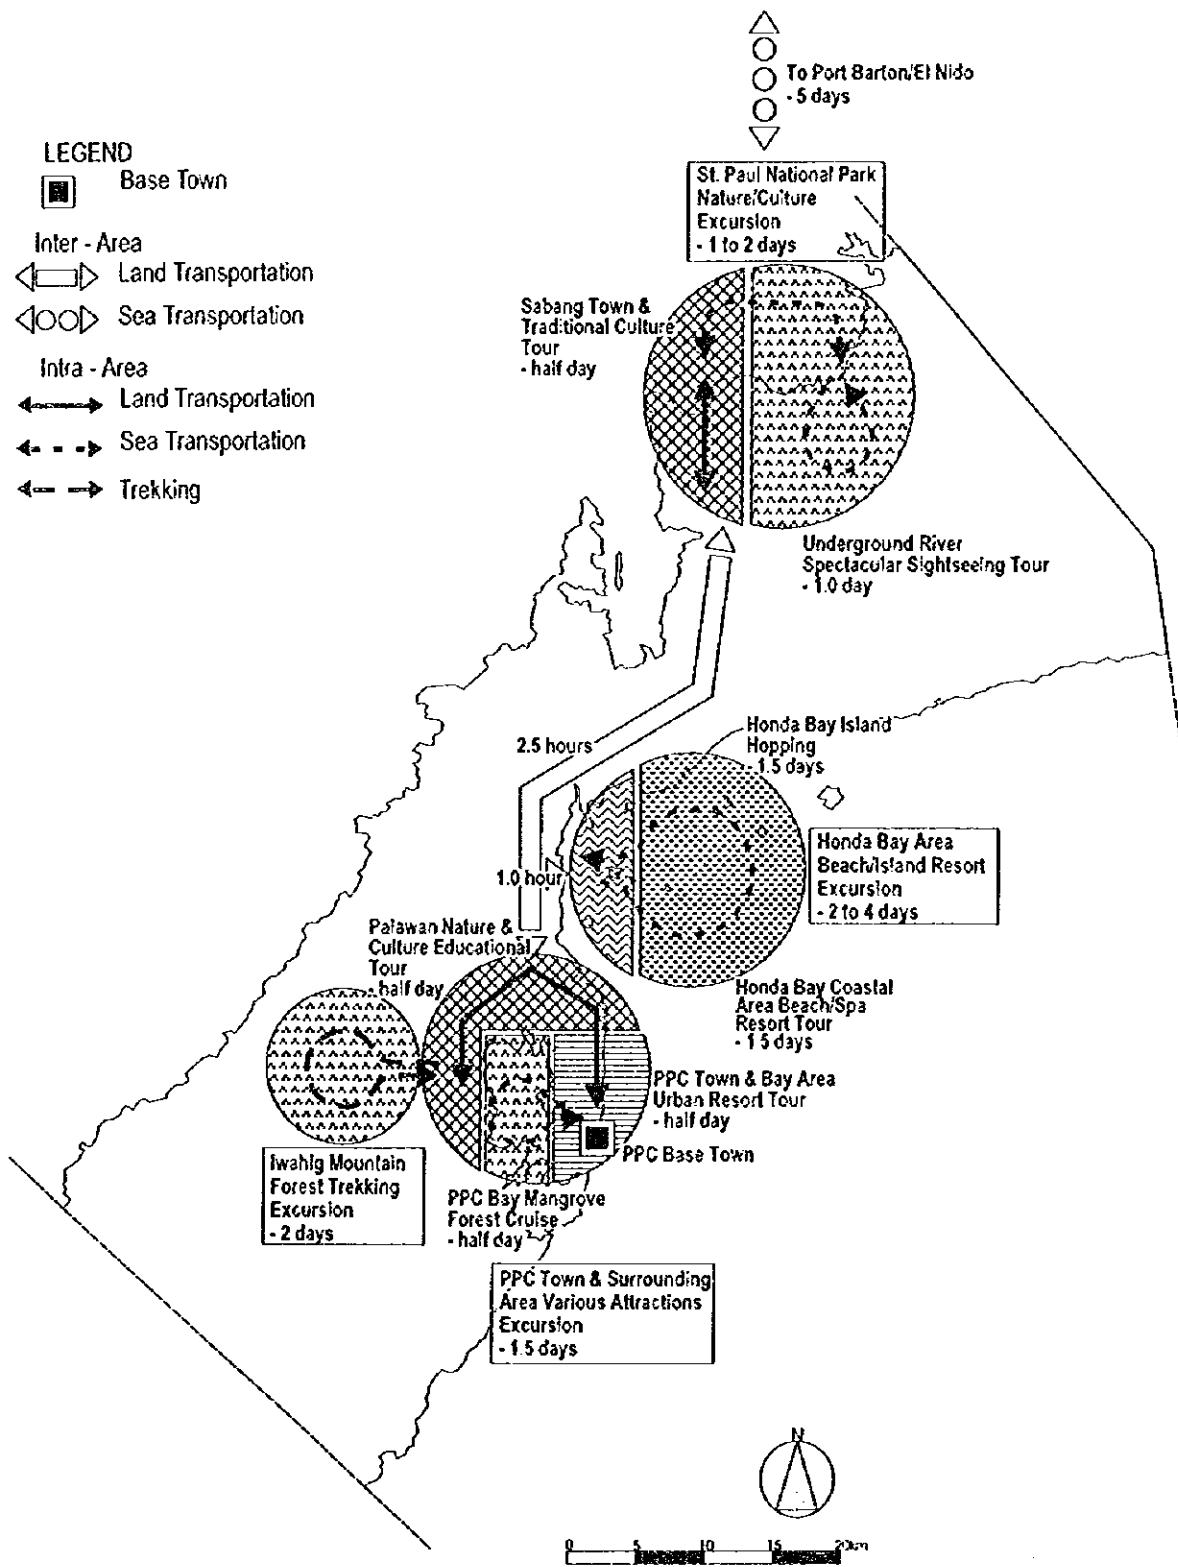 To Port Barton/El Nido
- 5 days
LEGEND
Base Town
Inter - Area
Land Transportation
Sea Transportation
Intra - Area
Land Transportation
Sea Transportation
Trekking
St. Paul National Park
Nature/Culture
Excursion
- 1 to 2 days
Sabang Town &
Traditional Culture
Tour
- half day
Underground River
Spectacular Sightseeing Tour
- 1.0 day
2.5 hours
Honda Bay Island
Hopping
- 1.5 days
1.0 hour
Honda Bay Area
Beach/Island Resort
Excursion
- 2 to 4 days
Palawan Nature &
Culture Educational
Tour
- half day
Honda Bay Coastal
Area Beach/Spa
Resort Tour
- 1 5 days
PPC Town & Bay Area
Urban Resort Tour
- half day
PPC Base Town
Iwahig Mountain
Forest Trekking
Excursion
- 2 days
PPC Bay Mangrove
Forest Cruise
- half day
PPC Town & Surrounding
Area Various Attractions
Excursion
- 1.5 days
N
0 5 10 15 20km